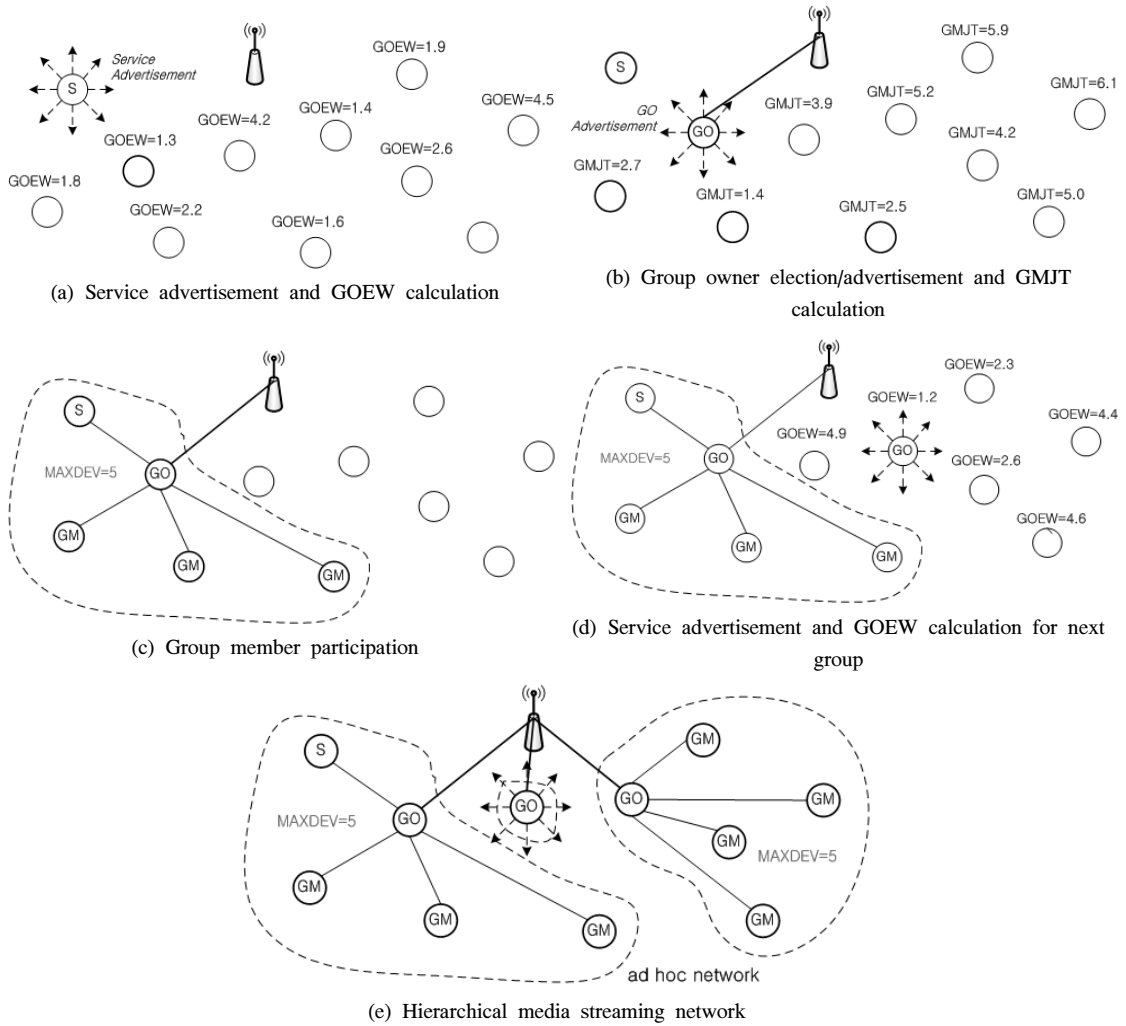 GOEW=1.9
Service
Advertisement
S
GOEW=4.5
GOEW=1.4
GOEW=4.2
GOEW=1.3
GOEW=2.6
GOEW=1.8
GOEW=2.2
GOEW=1.6
(a) Service advertisement and GOEW calculation
GMJT=5.9
S
GMJT=6.1
GO
Advertisement
GO
GMJT=3.9
GMJT=5.2
GMJT=4.2
GMJT=2.7
GMJT=1.4
GMJT=2.5
GMJT=5.0
(b) Group owner election/advertisement and GMJT
calculation
S
MAXDEV=5
GO
GM
GM
GM
(c) Group member participation
GOEW=2.3
S
GOEW=1.2
GOEW=4.4
GOEW=4.9
MAXDEV=5
GO
GO
GOEW=2.6
GM
GOEW=4.6
GM
GM
(d) Service advertisement and GOEW calculation for next
group
S
GM
GO
GO
GM
MAXDEV=5
GO
GM
MAXDEV=5
GM
GM
GM
GM
ad hoc network
(e) Hierarchical media streaming network